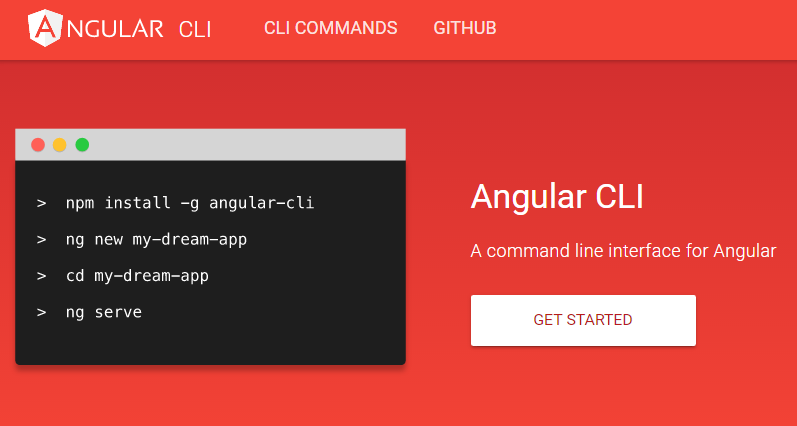 ANGULAR CLI CLI COMMANDS GITHUB
> npm install -g angular-cli
> ng new my-dream-app
> cd my-dream-app
> ng serve
Angular CLI
A command line interface for Angular
GET STARTED